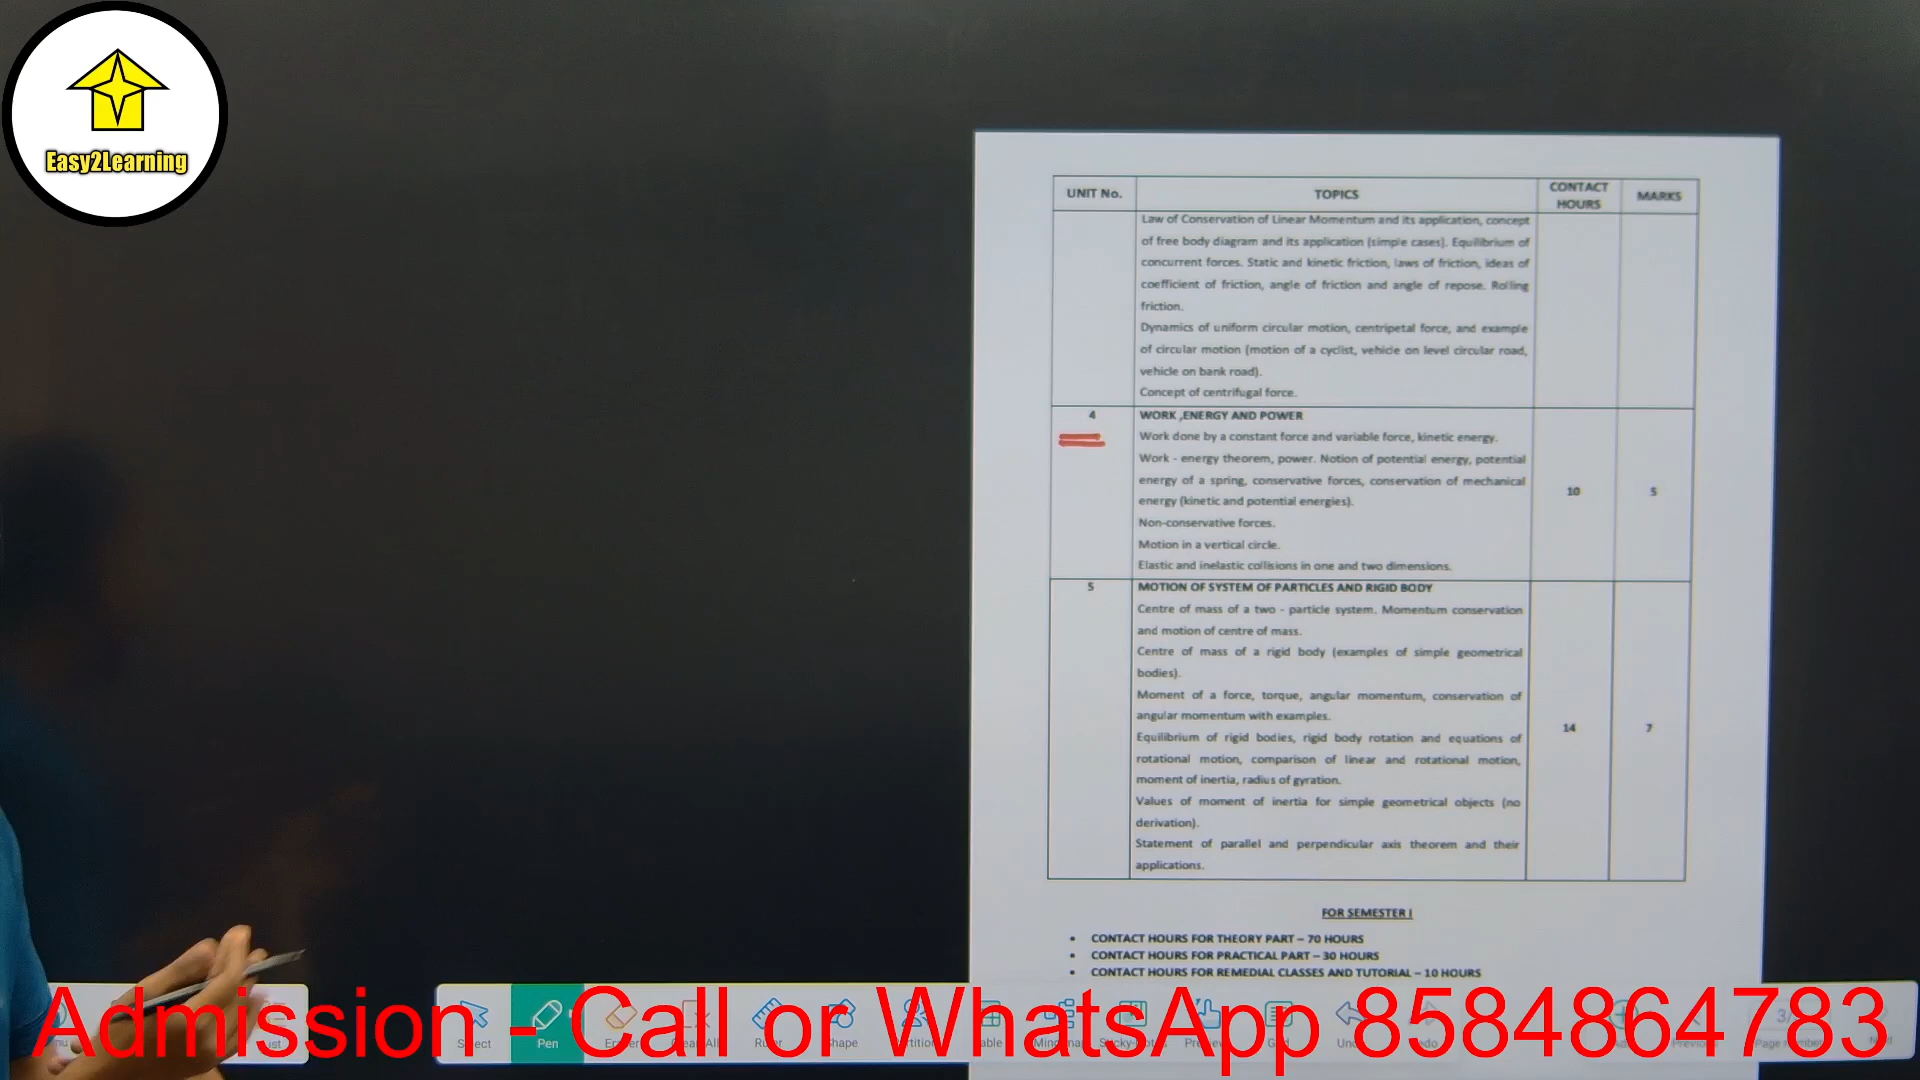 Easy2Learning
UNIT No.
TOPICS
CONTACT
HOURS
MARKS
Law of Conservation of Linear Momentum and its application, concept
of free body diagram and its application (simple cases). Equilibrium of
concurrent forces. Static and kinetic friction, laws of friction, ideas of
coefficient of friction, angle of friction and angle of repose. Rolling
friction.
Dynamics of uniform circular motion, centripetal force, and example
of circular motion (motion of a cyclist, vehicle on level circular road,
vehicle on bank road).
Concept of centrifugal force.
4
WORK ,ENERGY AND POWER
Work done by a constant force and variable force, kinetic energy.
Work - energy theorem, power. Notion of potential energy, potential
energy of a spring, conservative forces, conservation of mechanical
energy (kinetic and potential energies).
Non-conservative forces.
Motion in a vertical circle.
Elastic and inelastic collisions in one and two dimensions.
10
5
5
MOTION OF SYSTEM OF PARTICLES AND RIGID BODY
Centre of mass of a two - particle system. Momentum conservation
and motion of centre of mass.
Centre of mass of a rigid body (examples of simple geometrical
bodies).
Moment of a force, torque, angular momentum, conservation of
angular momentum with examples.
Equilibrium of rigid bodies, rigid body rotation and equations of
rotational motion, comparison of linear and rotational motion,
moment of inertia, radius of gyration.
Values of moment of inertia for simple geometrical objects (no
derivation).
Statement of parallel and perpendicular axis theorem and their
applications.
14
7
FOR SEMESTER I
• CONTACT HOURS FOR THEORY PART – 70 HOURS
• CONTACT HOURS FOR PRACTICAL PART – 30 HOURS
• CONTACT HOURS FOR REMEDIAL CLASSES AND TUTORIAL – 10 HOURS
Admission - Call or WhatsApp 8584864783
Select
Pen